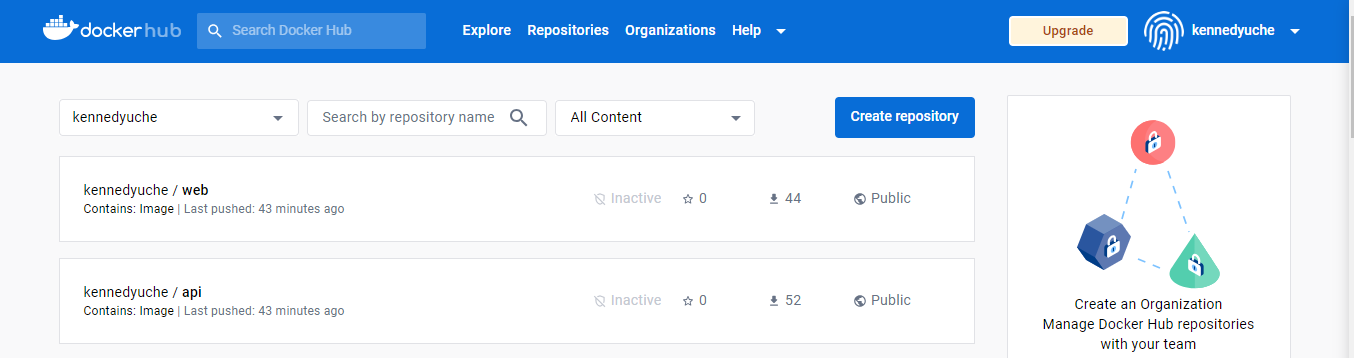 docker hub
Search Docker Hub
Explore
Repositories
Organizations
Help
Upgrade
kennedyuche
kennedyuche
Search by repository name
All Content
Create repository
kennedyuche / web
Contains: Image | Last pushed: 43 minutes ago
Inactive
0
44
Public
kennedyuche / api
Contains: Image | Last pushed: 43 minutes ago
Inactive
0
52
Public
Create an Organization
Manage Docker Hub repositories
with your team